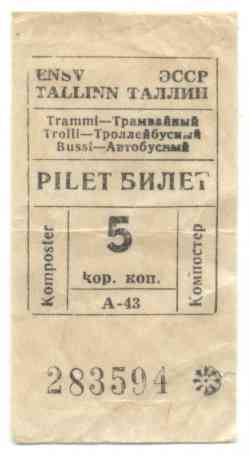 ENSV ЭССР
TALLINN ТАЛЛИН
Trammi—Трамвайный
Trolli—Троллейбусный
Bussi—Автобусный
PILET БИЛЕТ
Komposter
5
kop. коп.
А-43
Компостер
283594